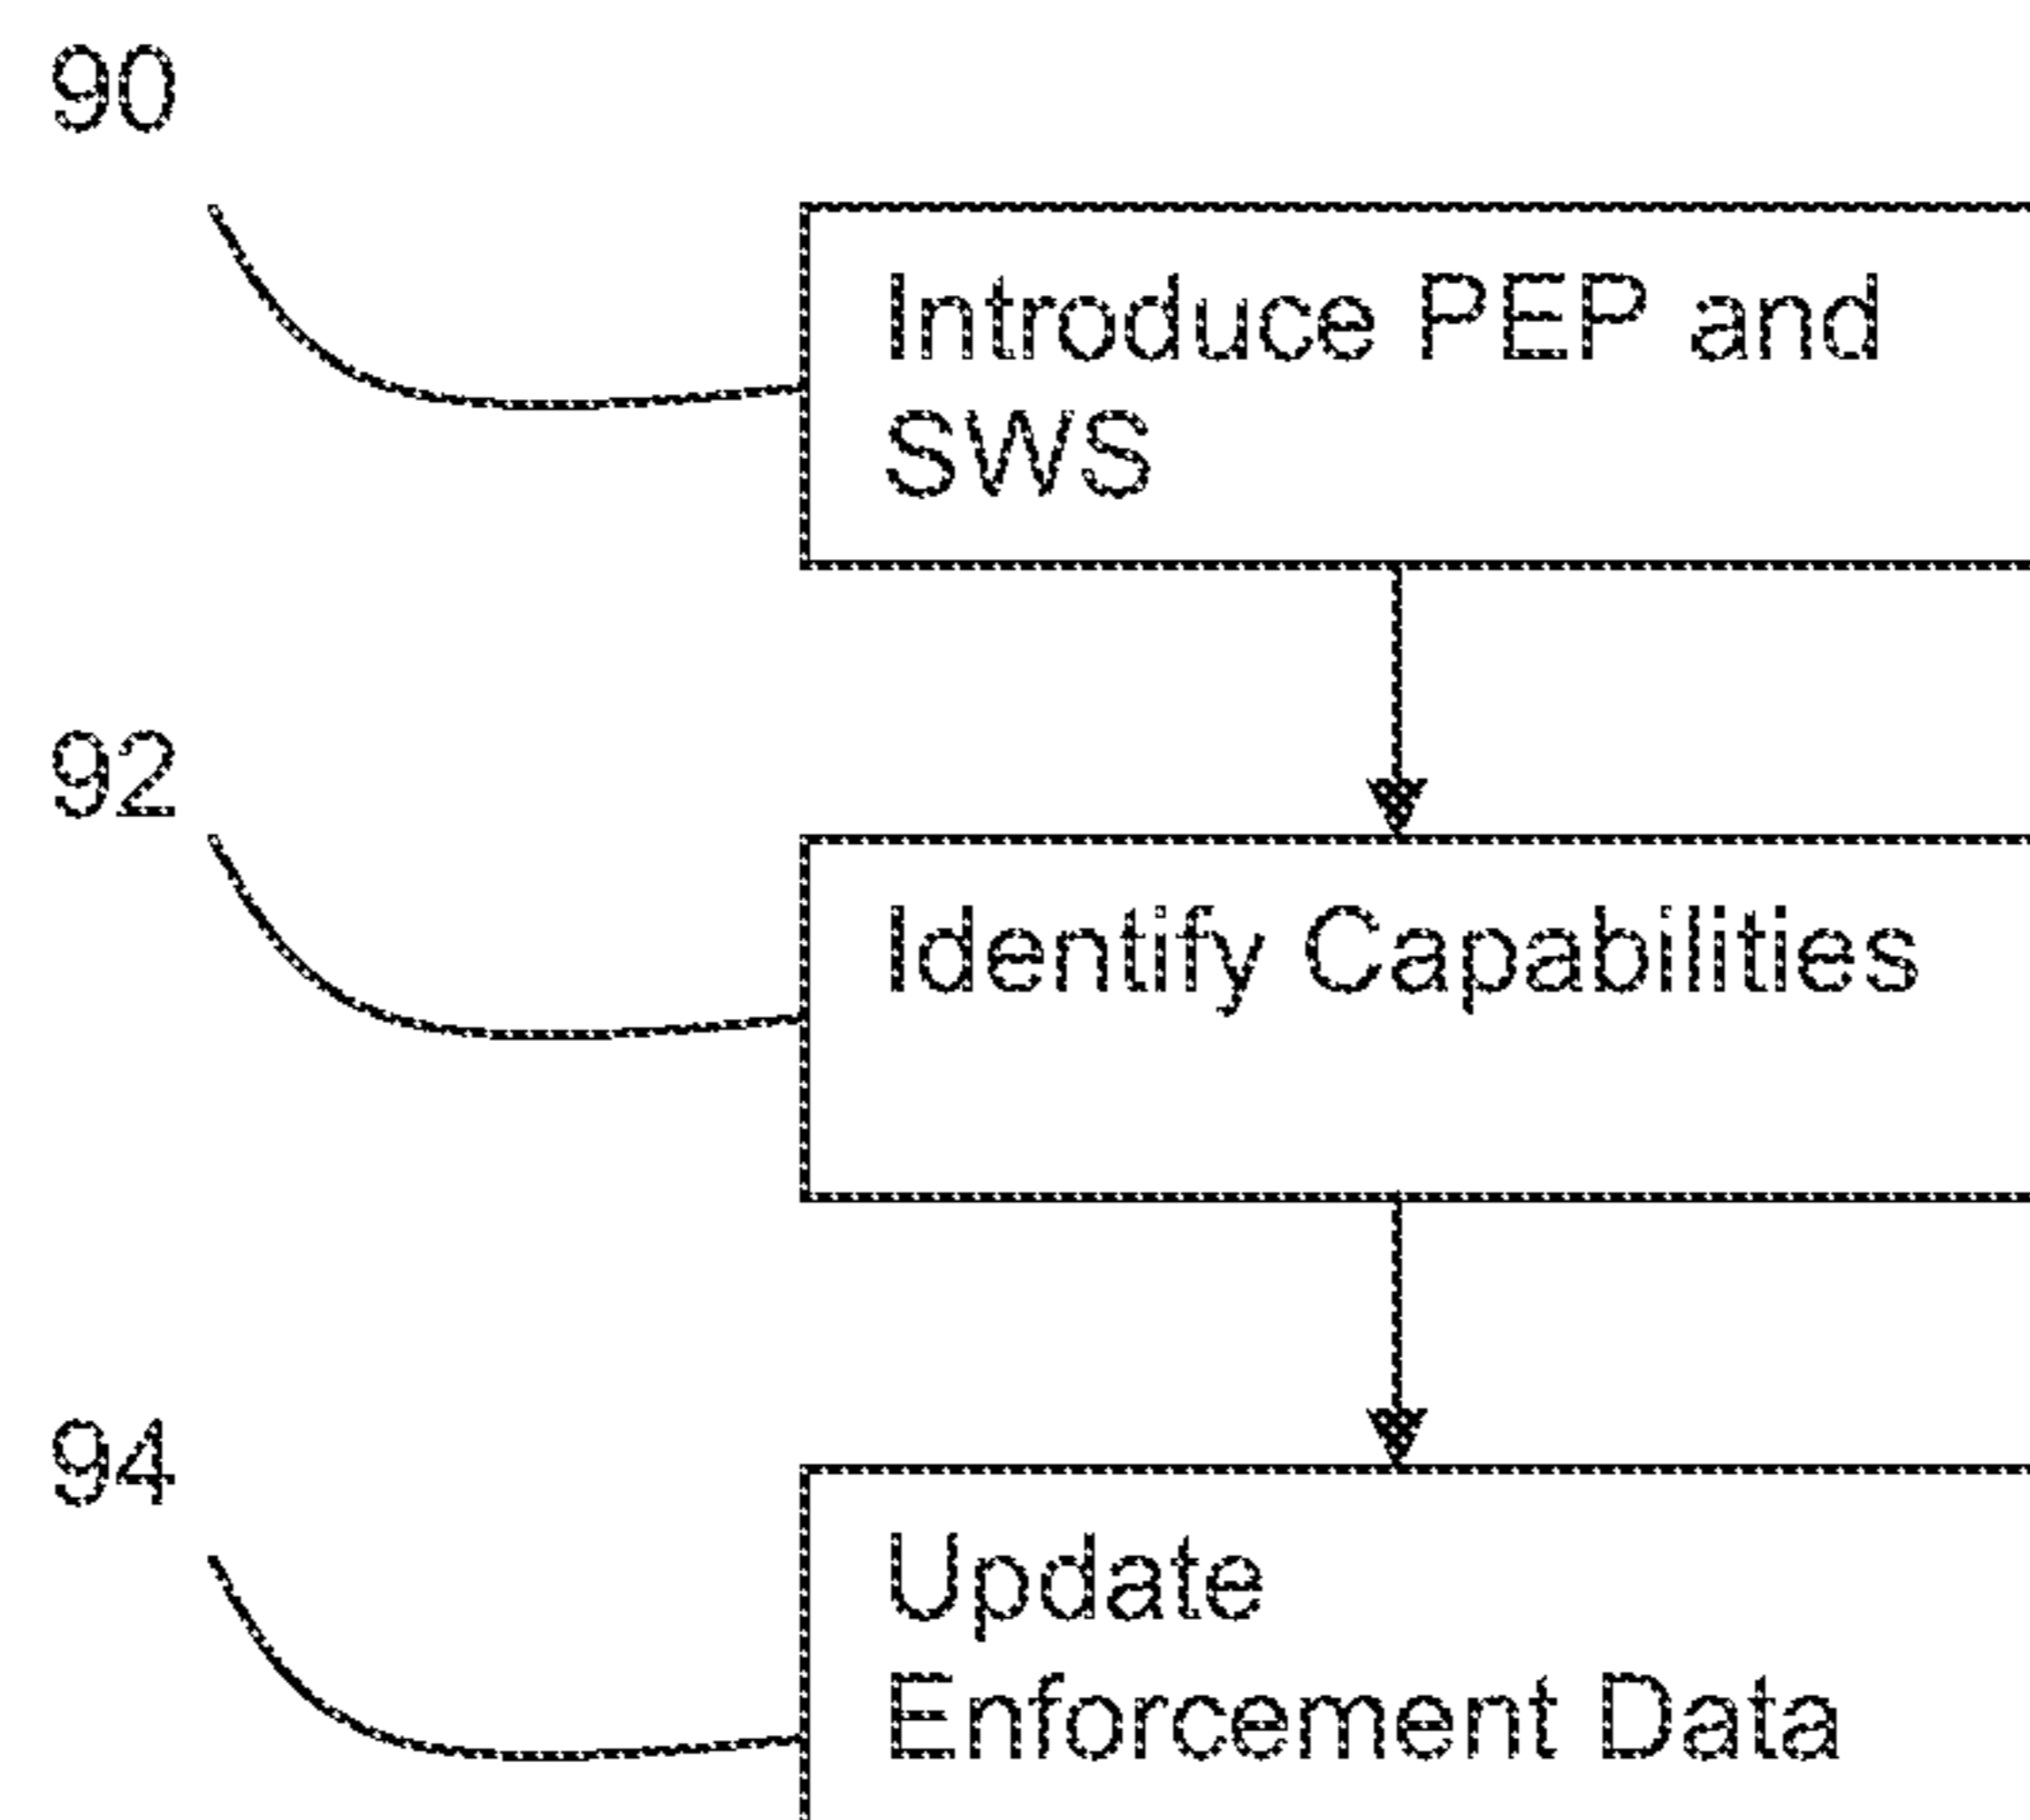 90
Introduce PEP and
SWS
92
Identify Capabilities
94
Update
Enforcement Data